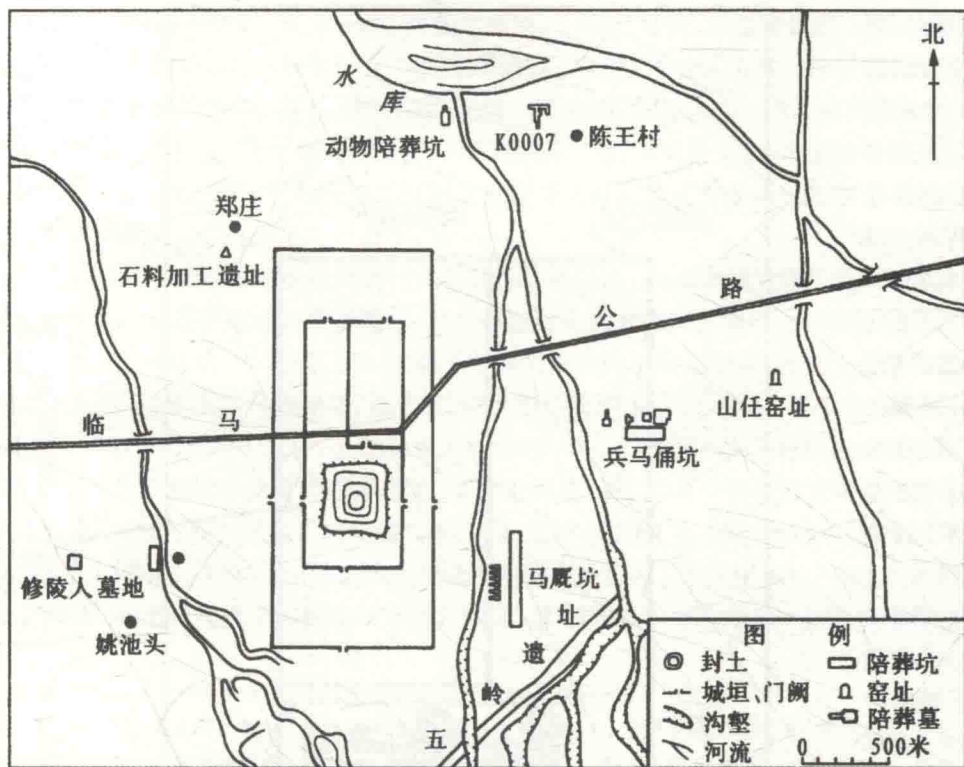 北
水库
动物陪葬坑
K0007
陈王村
郑庄
石料加工遗址
临马公路
山任窑址
兵马俑坑
修陵人墓地
姚池头
马厩坑
五岭遗址
图例
封土
城垣、门阙
沟壑
河流
陪葬坑
窑址
陪葬墓
0 500米